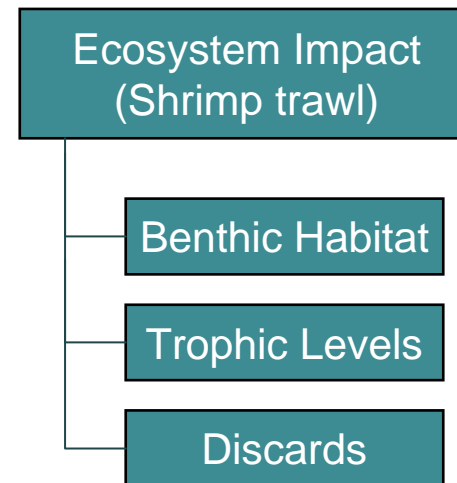 Ecosystem Impact
(Shrimp trawl)
Benthic Habitat
Trophic Levels
Discards